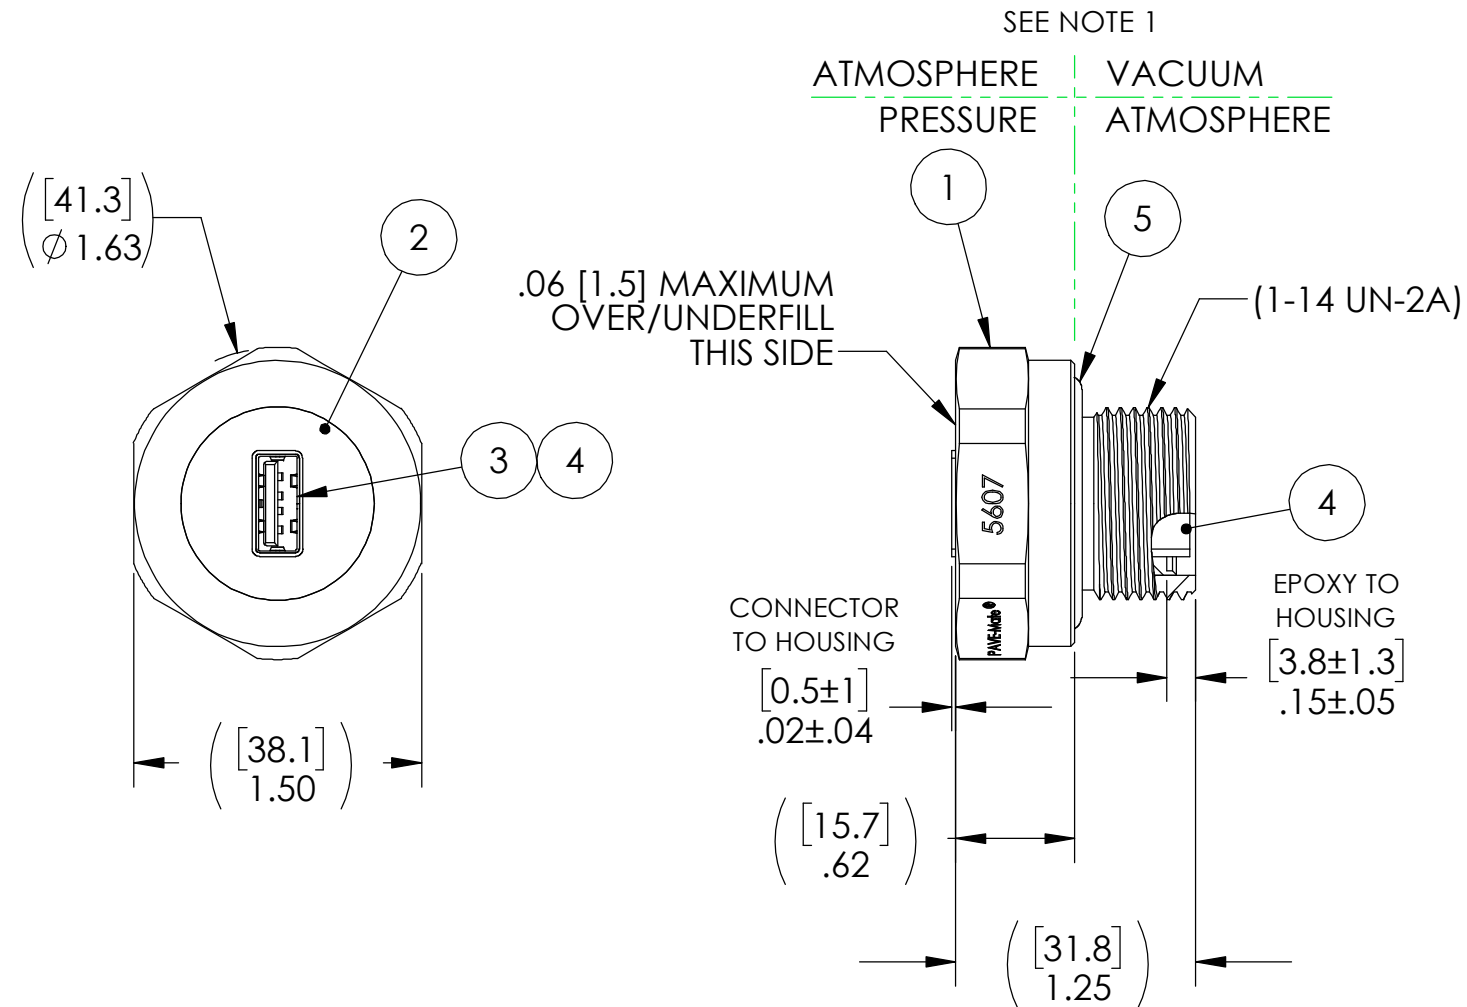 SEE NOTE 1
ATMOSPHERE VACUUM
PRESSURE ATMOSPHERE
1
5
([41.3]
⌀ 1.63)
2
.06 [1.5] MAXIMUM
OVER/UNDERFILL
THIS SIDE
(1-14 UN-2A)
3 4
4
5607
PAVE-Mate®
CONNECTOR
TO HOUSING
[0.5±1]
.02±.04
EPOXY TO
HOUSING
[3.8±1.3]
.15±.05
([38.1]
1.50)
([15.7]
.62)
([31.8]
1.25)